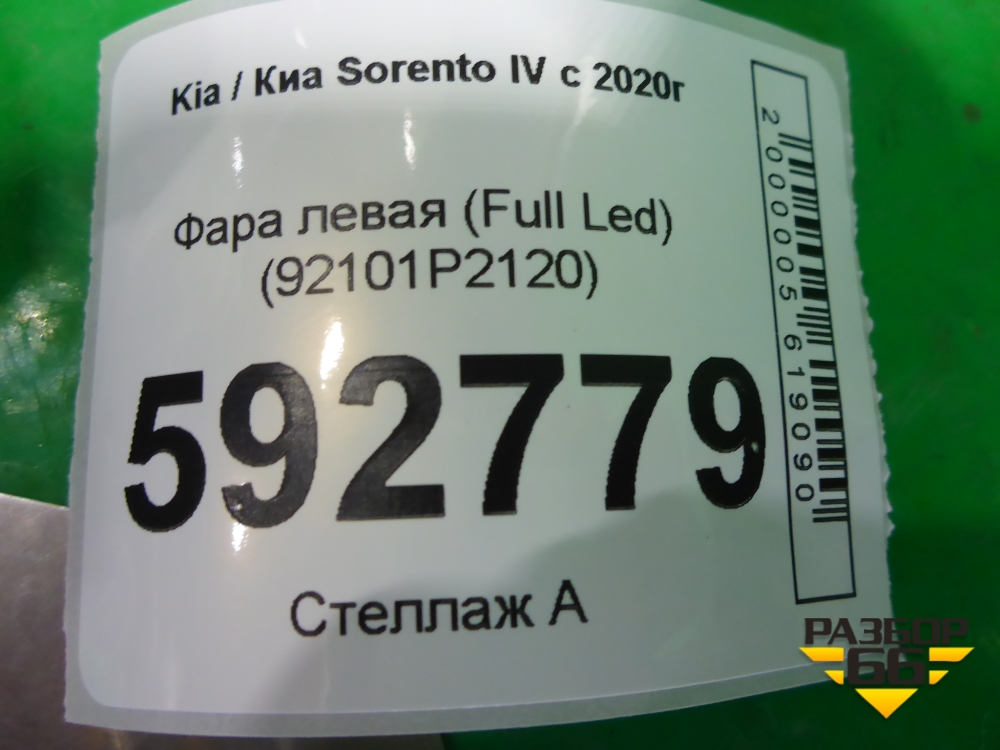 Kia / Киа Sorento IV с 2020г
Фара левая (Full Led)
(92101P2120)
592779
Стеллаж А
2000005619090
РАЗБОР
66